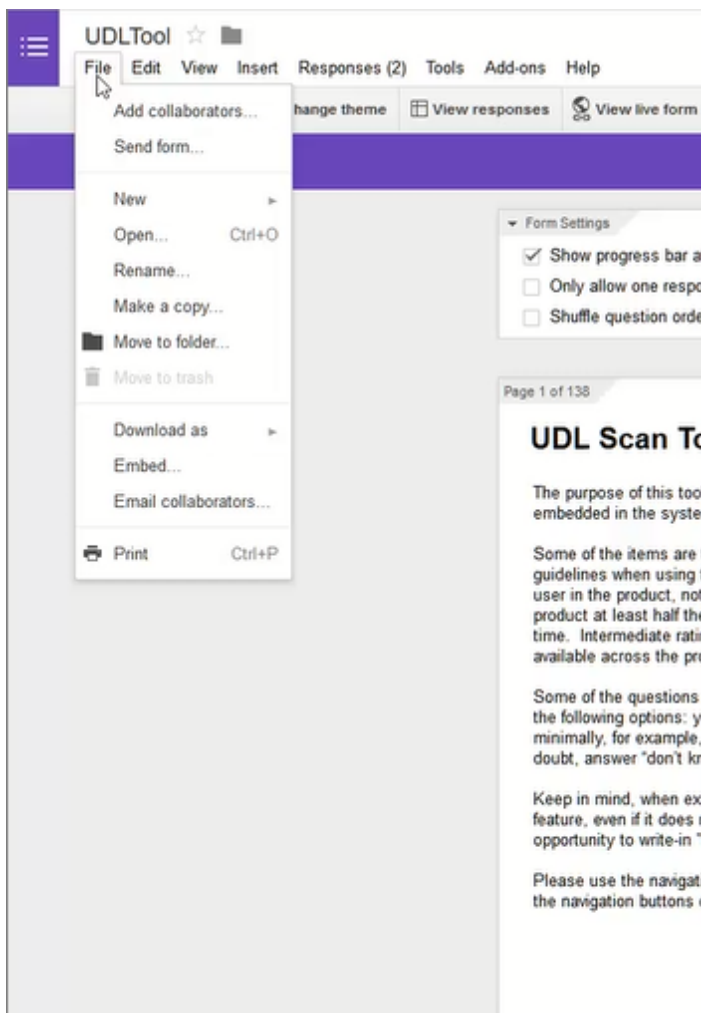 UDLTool
File Edit View Insert Responses (2) Tools Add-ons Help
hange theme View responses View live form
Add collaborators...
Send form...
New
Open... Ctrl+O
Rename...
Make a copy...
Move to folder...
Move to trash
Download as
Embed...
Email collaborators...
Print Ctrl+P
Form Settings
Show progress bar a
Only allow one respo
Shuffle question orde
Page 1 of 138
UDL Scan To
The purpose of this too
embedded in the syste
Some of the items are
guidelines when using
user in the product, not
product at least half the
time. Intermediate rati
available across the pro
Some of the questions
the following options: y
minimally, for example,
doubt, answer "don't kn
Keep in mind, when ex
feature, even if it does
opportunity to write-in "
Please use the navigati
the navigation buttons